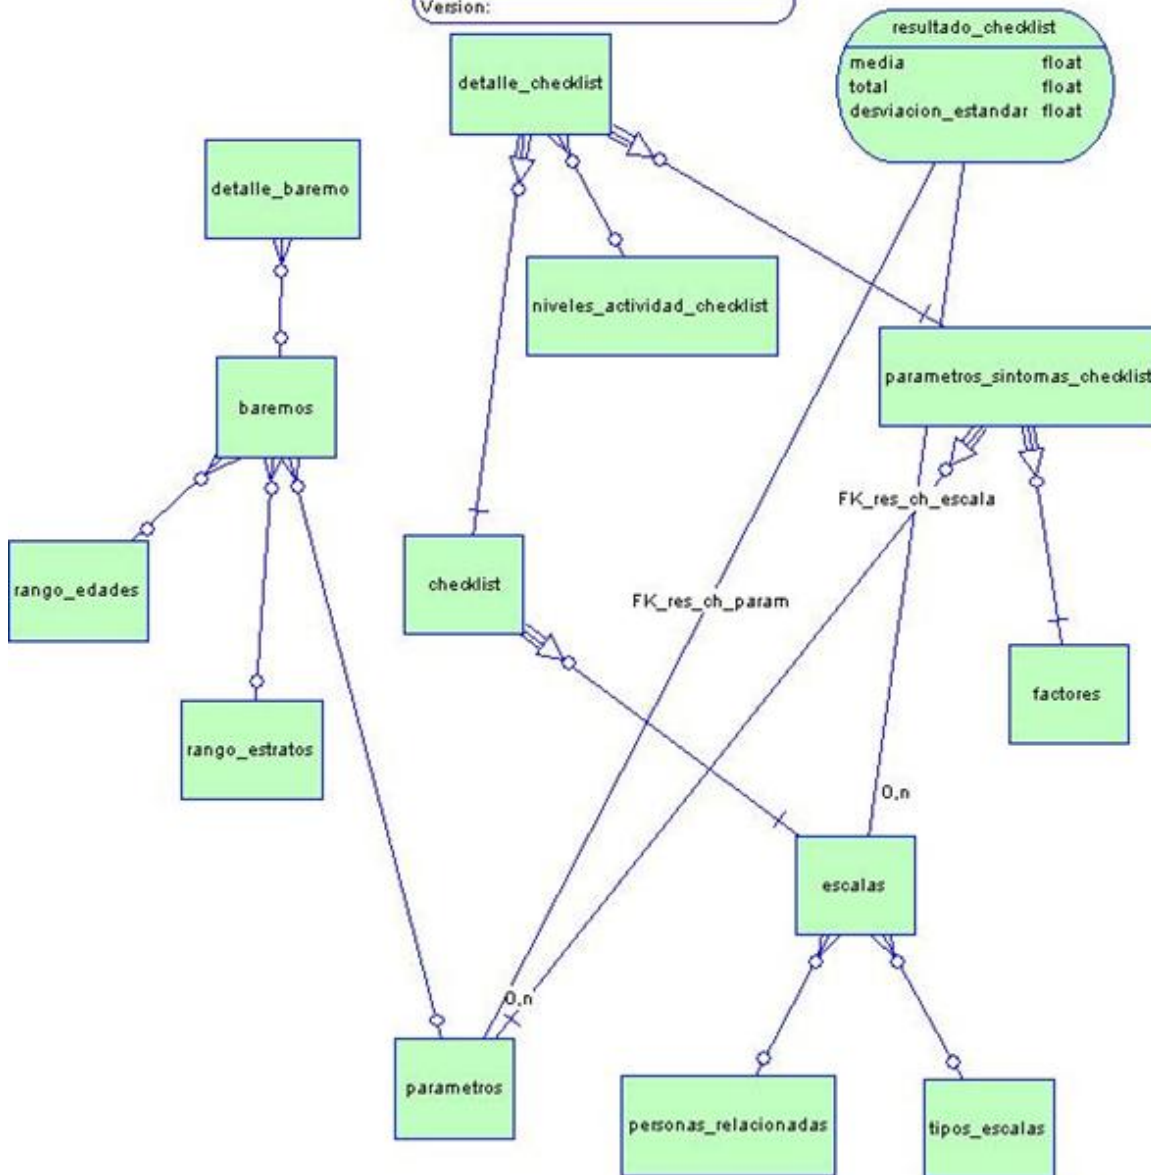 Version:
resultado_checklist
media float
total float
desviacion_estandar float
detalle_checklist
detalle_baremo
niveles_actividad_checklist
parametros_sintomas_checklist
baremos
FK_res_ch_escala
rango_edades
checklist
FK_res_ch_param
factores
rango_estratos
0,n
escalas
0,n
parametros
personas_relacionadas
tipos_escalas